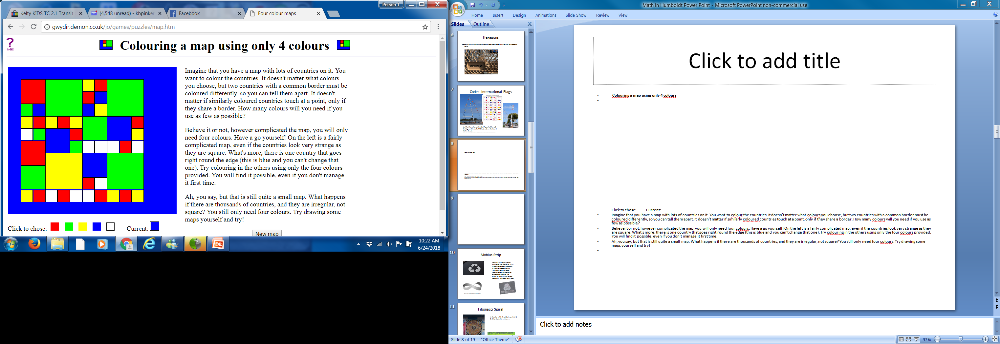 Person 1
Kelty KIDS TC 2.1 Transit
(4,548 unread) - kbpinker
Facebook
Four colour maps
gwydir.demon.co.uk/jo/games/puzzles/map.htm
?
Index
Colouring a map using only 4 colours
Imagine that you have a map with lots of countries on it. You
want to colour the countries. It doesn't matter what colours
you choose, but two countries with a common border must be
coloured differently, so you can tell them apart. It doesn't
matter if similarly coloured countries touch at a point, only if
they share a border. How many colours will you need if you
use as few as possible?
Believe it or not, however complicated the map, you will only
need four colours. Have a go yourself! On the left is a fairly
complicated map, even if the countries look very strange as
they are square. What's more, there is one country that goes
right round the edge (this is blue and you can't change that
one). Try colouring in the others using only the four colours
provided. You will find it possible, even if you don't manage
it first time.
Ah, you say, but that is still quite a small map. What happens
if there are thousands of countries, and they are irregular, not
square? You still only need four colours. Try drawing some
maps yourself and try!
Click to chose:
Current:
New map
10:22 AM
6/24/2018
Math in Humboldt Power Point - Microsoft PowerPoint non-commercial use
Home Insert Design Animations Slide Show Review View
Slides Outline
6
Hexagons
SAFEWAY
7
Codes: International Flags
8
9
10
Mobius Strip
11
Fibonacci Spiral
Click to add title
• Colouring a map using only 4 colours
•
Click to chose: Current:
• Imagine that you have a map with lots of countries on it. You want to colour the countries. It doesn't matter what colours you choose, but two countries with a common border must be
coloured differently, so you can tell them apart. It doesn't matter if similarly coloured countries touch at a point, only if they share a border. How many colours will you need if you use as
few as possible?
• Believe it or not, however complicated the map, you will only need four colours. Have a go yourself! On the left is a fairly complicated map, even if the countries look very strange as they
are square. What's more, there is one country that goes right round the edge (this is blue and you can't change that one). Try colouring in the others using only the four colours provided.
You will find it possible, even if you don't manage it first time.
• Ah, you say, but that is still quite a small map. What happens if there are thousands of countries, and they are irregular, not square? You still only need four colours. Try drawing some
maps yourself and try!
•
Click to add notes
Slide 8 of 19 "Office Theme"
97%